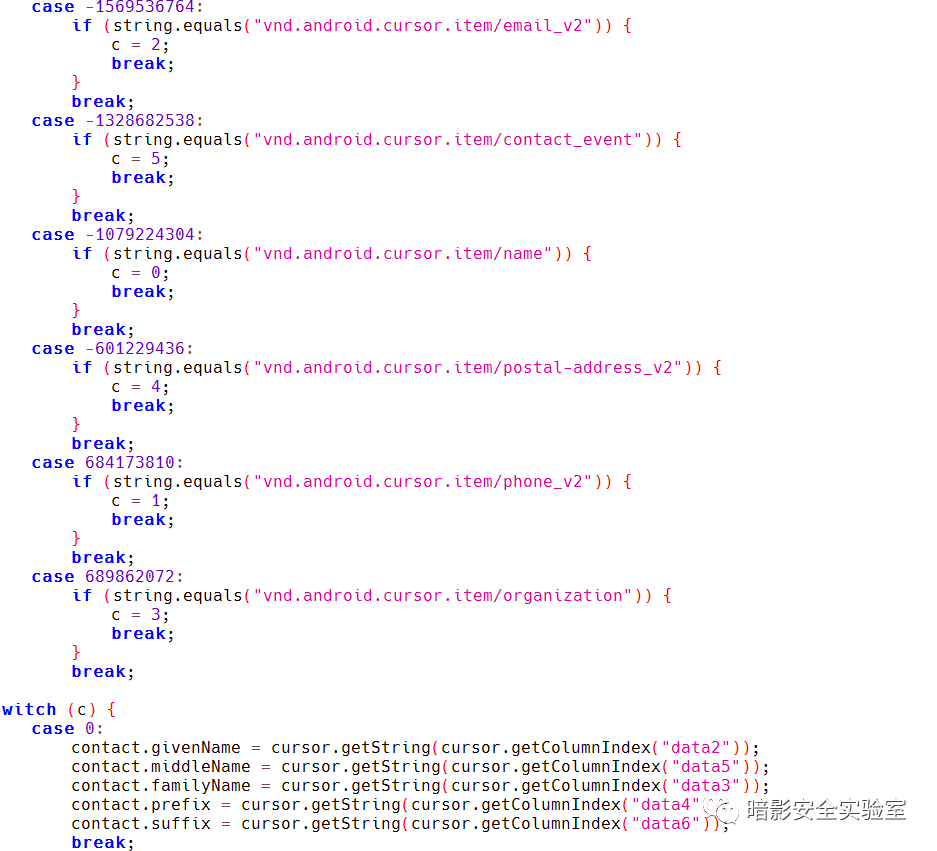 case -1569536764:
if (string.equals("vnd.android.cursor.item/email_v2")) {
c = 2;
break;
}
break;
case -1328682538:
if (string.equals("vnd.android.cursor.item/contact_event")) {
c = 5;
break;
}
break;
case -1079224304:
if (string.equals("vnd.android.cursor.item/name")) {
c = 0;
break;
}
break;
case -601229436:
if (string.equals("vnd.android.cursor.item/postal-address_v2")) {
c = 4;
break;
}
break;
case 684173810:
if (string.equals("vnd.android.cursor.item/phone_v2")) {
c = 1;
break;
}
break;
case 689862072:
if (string.equals("vnd.android.cursor.item/organization")) {
c = 3;
break;
}
break;
witch (c) {
case 0:
contact.givenName = cursor.getString(cursor.getColumnIndex("data2"));
contact.middleName = cursor.getString(cursor.getColumnIndex("data5"));
contact.familyName = cursor.getString(cursor.getColumnIndex("data3"));
contact.prefix = cursor.getString(cursor.getColumnIndex("data4"
contact.suffix = cursor.getString(cursor.getColumnIndex("data6"));
break;
暗影安全实验室